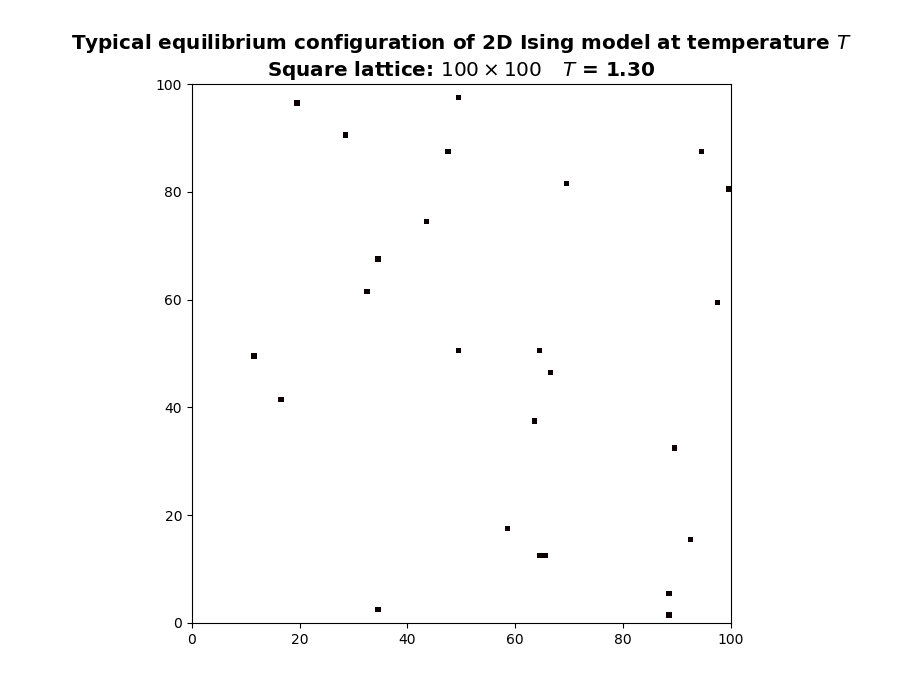 Typical equilibrium configuration of 2D Ising model at temperature T
Square lattice: 100 × 100 T = 1.30
100
80
60
40
20
0
0 20 40 60 80 100